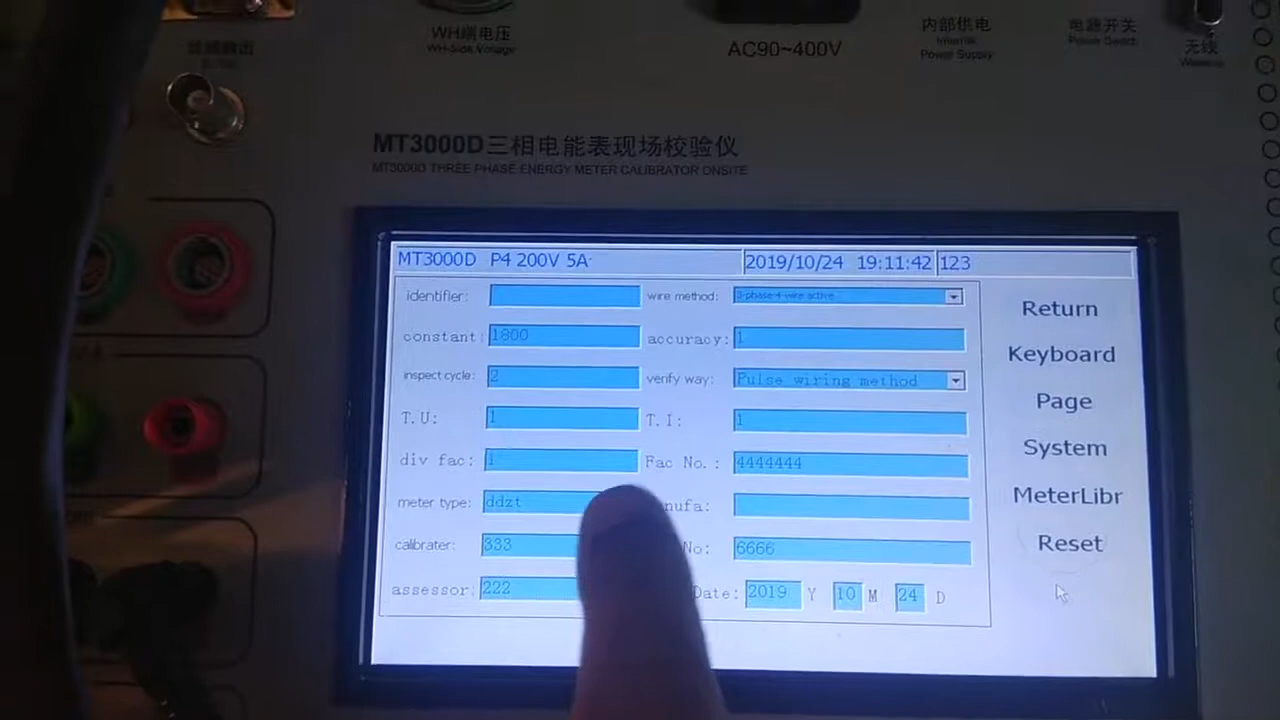 WH端电压
WH-Side Voltage
AC90~400V
内部供电
Internal
Power Supply
电源开关
Power Switch
无线
Wireless
MT3000D三相电能表现场校验仪
MT3000D THREE PHASE ENERGY METER CALIBRATOR ONSITE
MT3000D P4 200V 5A 2019/10/24 19:11:42 123
identifier: wire method: 3-phase-4-wire active
constant: 1800 accuracy: 1
inspect cycle: 2 verify way: Pulse wiring method
T.U: 1 T.I: 1
div fac: 1 Fac No.: 4444444
meter type: ddzt nufa:
calibrater: 333 No: 6666
assessor: 222 Date: 2019 Y 10 M 24 D
Return
Keyboard
Page
System
MeterLibr
Reset